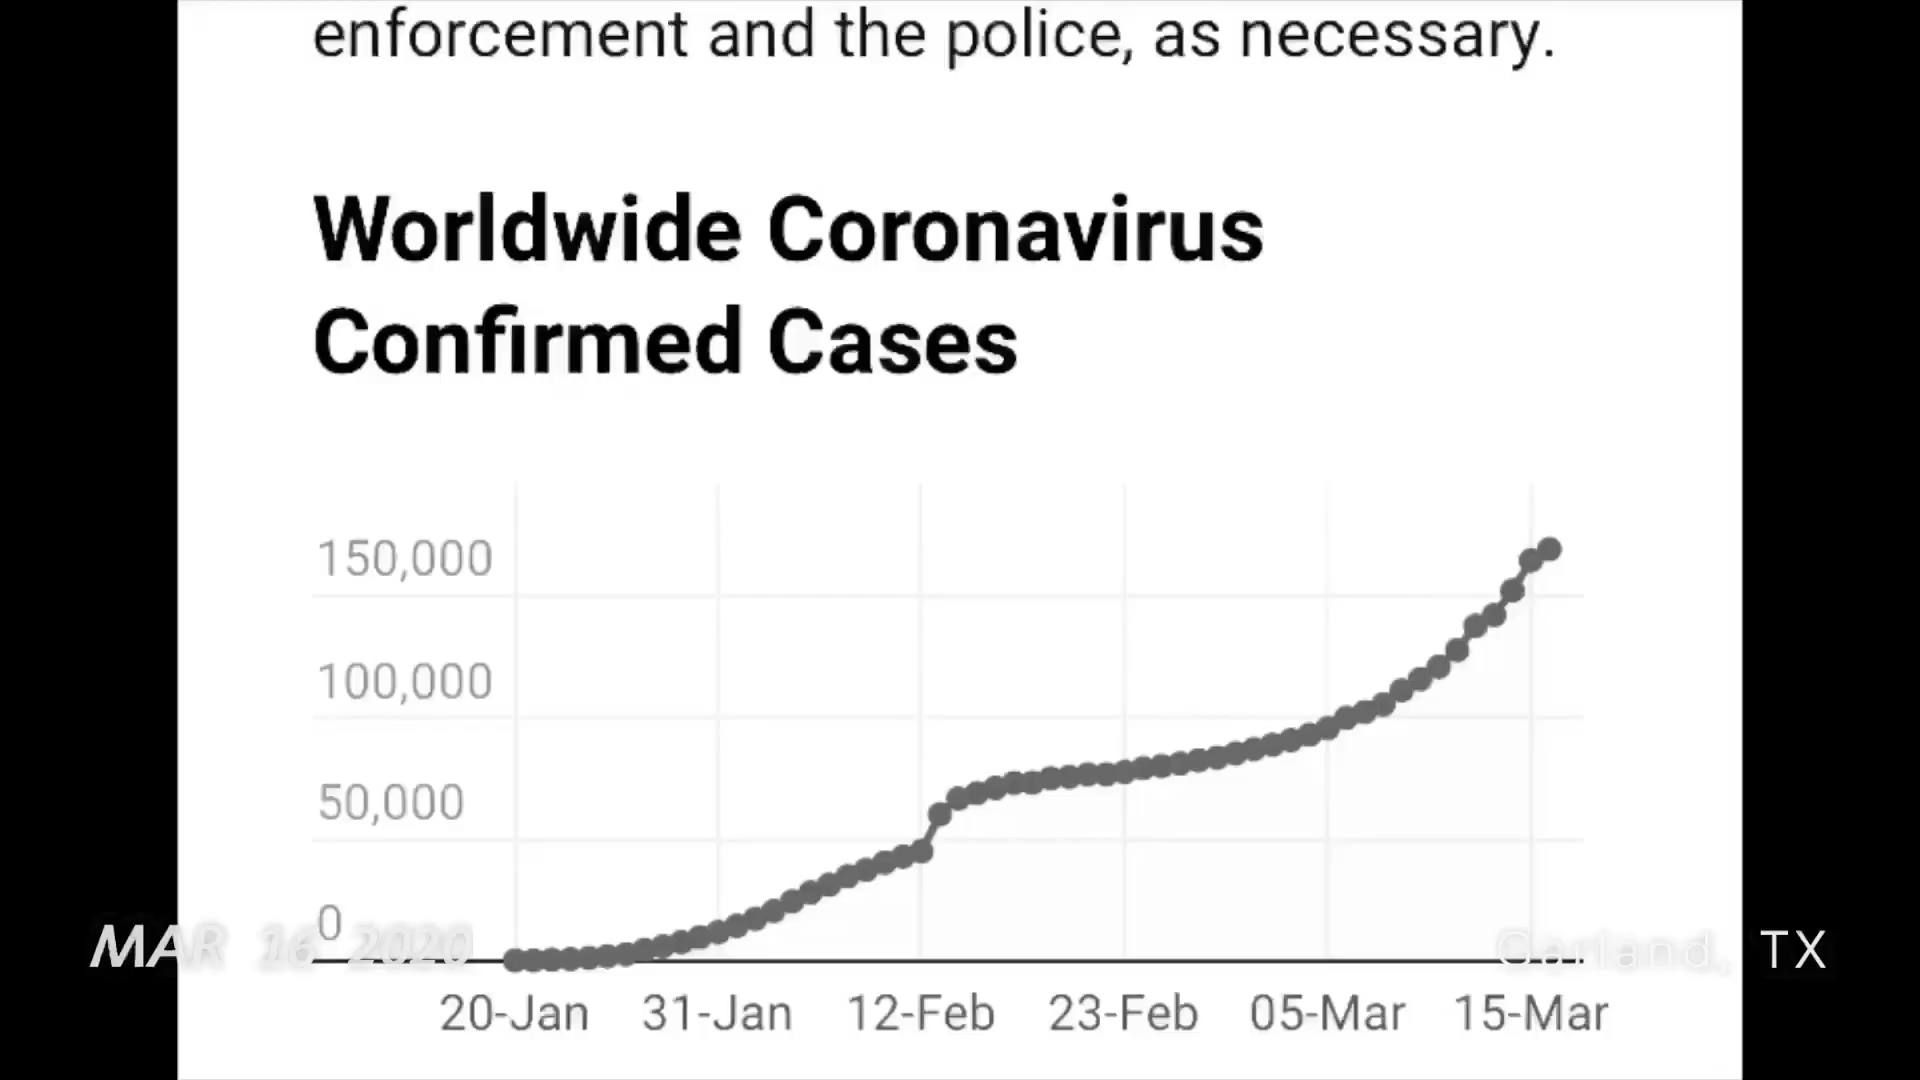 enforcement and the police, as necessary.
Worldwide Coronavirus
Confirmed Cases
150,000
100,000
50,000
0
MAR 16 2020
Garland, TX
20-Jan 31-Jan 12-Feb 23-Feb 05-Mar 15-Mar